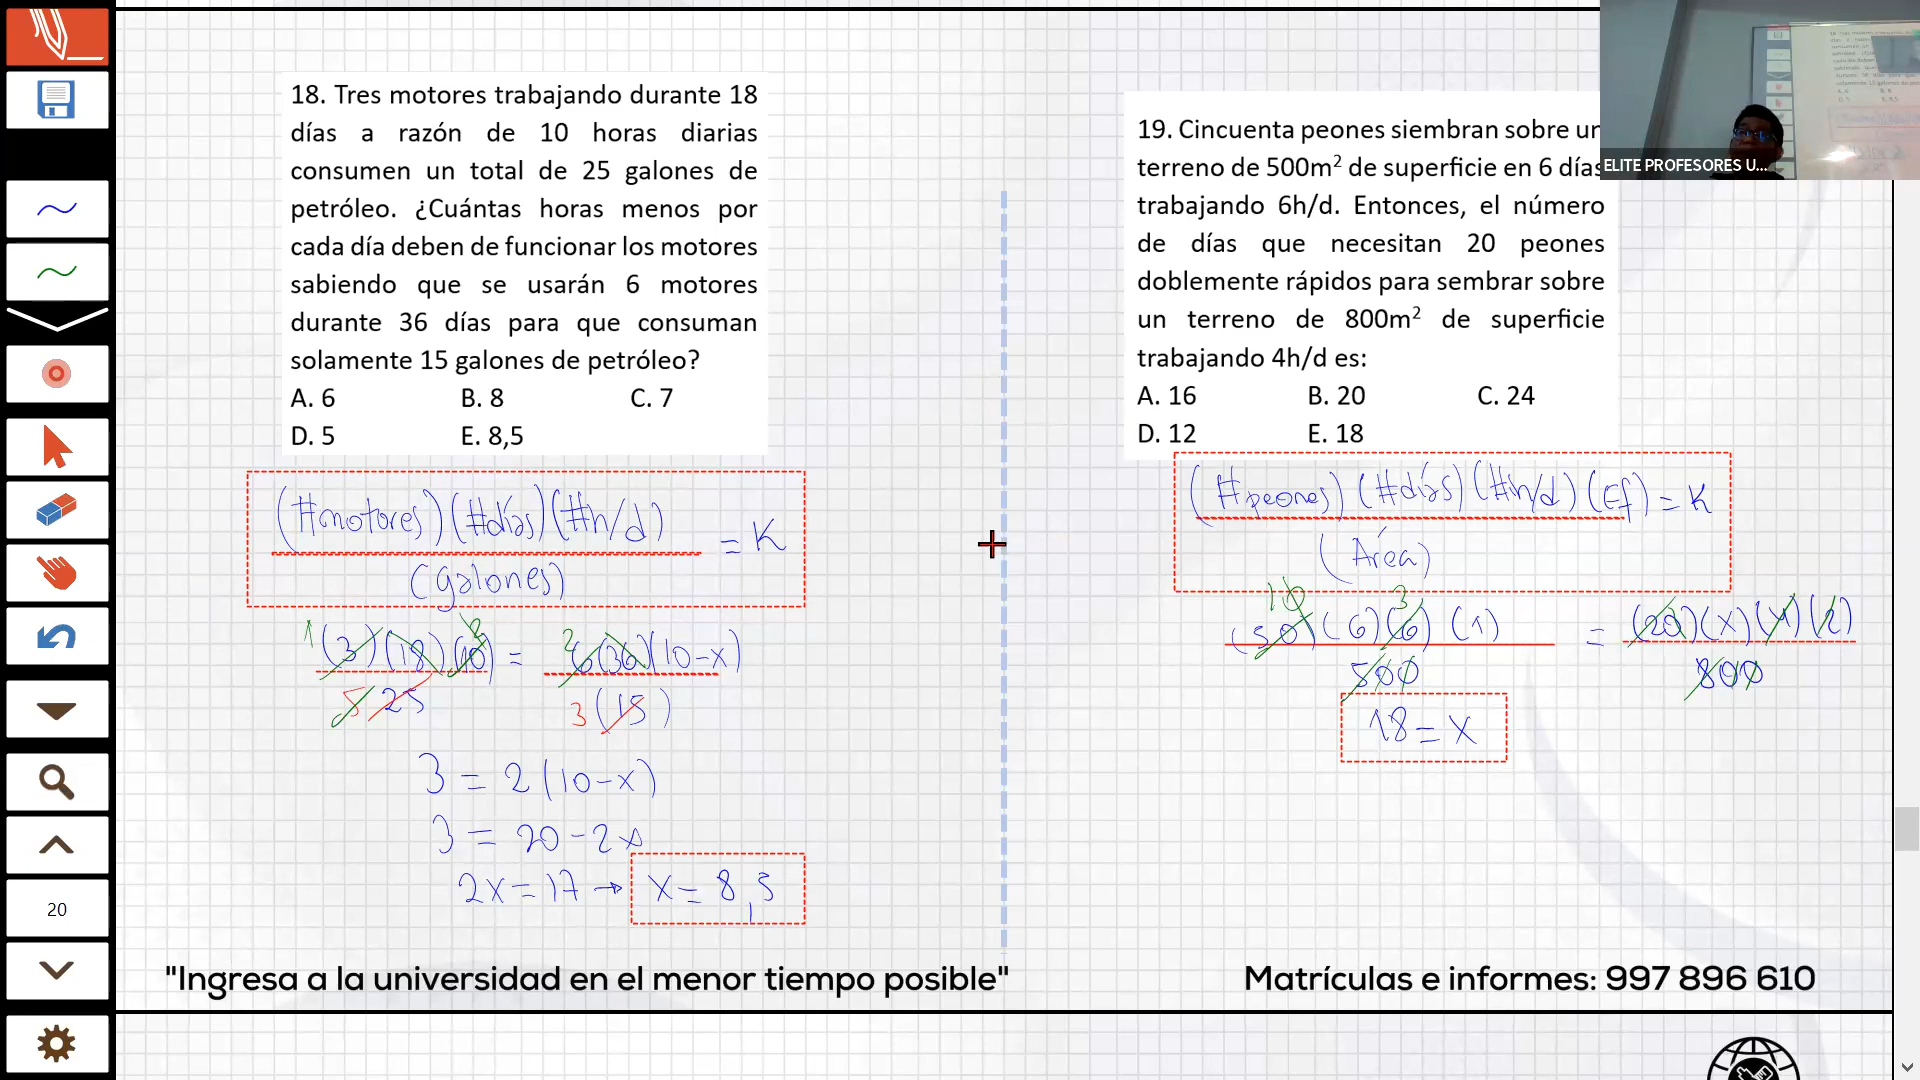 18. Tres motores trabajando durante 18
días a razón de 10 horas diarias
consumen un total de 25 galones de
petróleo. ¿Cuántas horas menos por
cada día deben de funcionar los motores
sabiendo que se usarán 6 motores
durante 36 días para que consuman
solamente 15 galones de petróleo?
A. 6 B. 8 C. 7
D. 5 E. 8,5
(#motores)(#días)(#h/d)
= K
(galones)
1 (3)(18)(10) 2 = 2 6(36)(10-x)
5 25 3 (15)
3 = 2(10-x)
3 = 20-2x
2x=17 → x= 8,5
19. Cincuenta peones siembran sobre un
terreno de 500m² de superficie en 6 días
trabajando 6h/d. Entonces, el número
de días que necesitan 20 peones
doblemente rápidos para sembrar sobre
un terreno de 800m² de superficie
trabajando 4h/d es:
A. 16 B. 20 C. 24
D. 12 E. 18
(#peones)(#días)(#h/d)(Ef) = K
(Área)
10 3
(50)(6)(6)(1) = (20)(x)(4)(2)
500 800
18=x
ELITE PROFESORES U...
20
"Ingresa a la universidad en el menor tiempo posible"
Matrículas e informes: 997 896 610